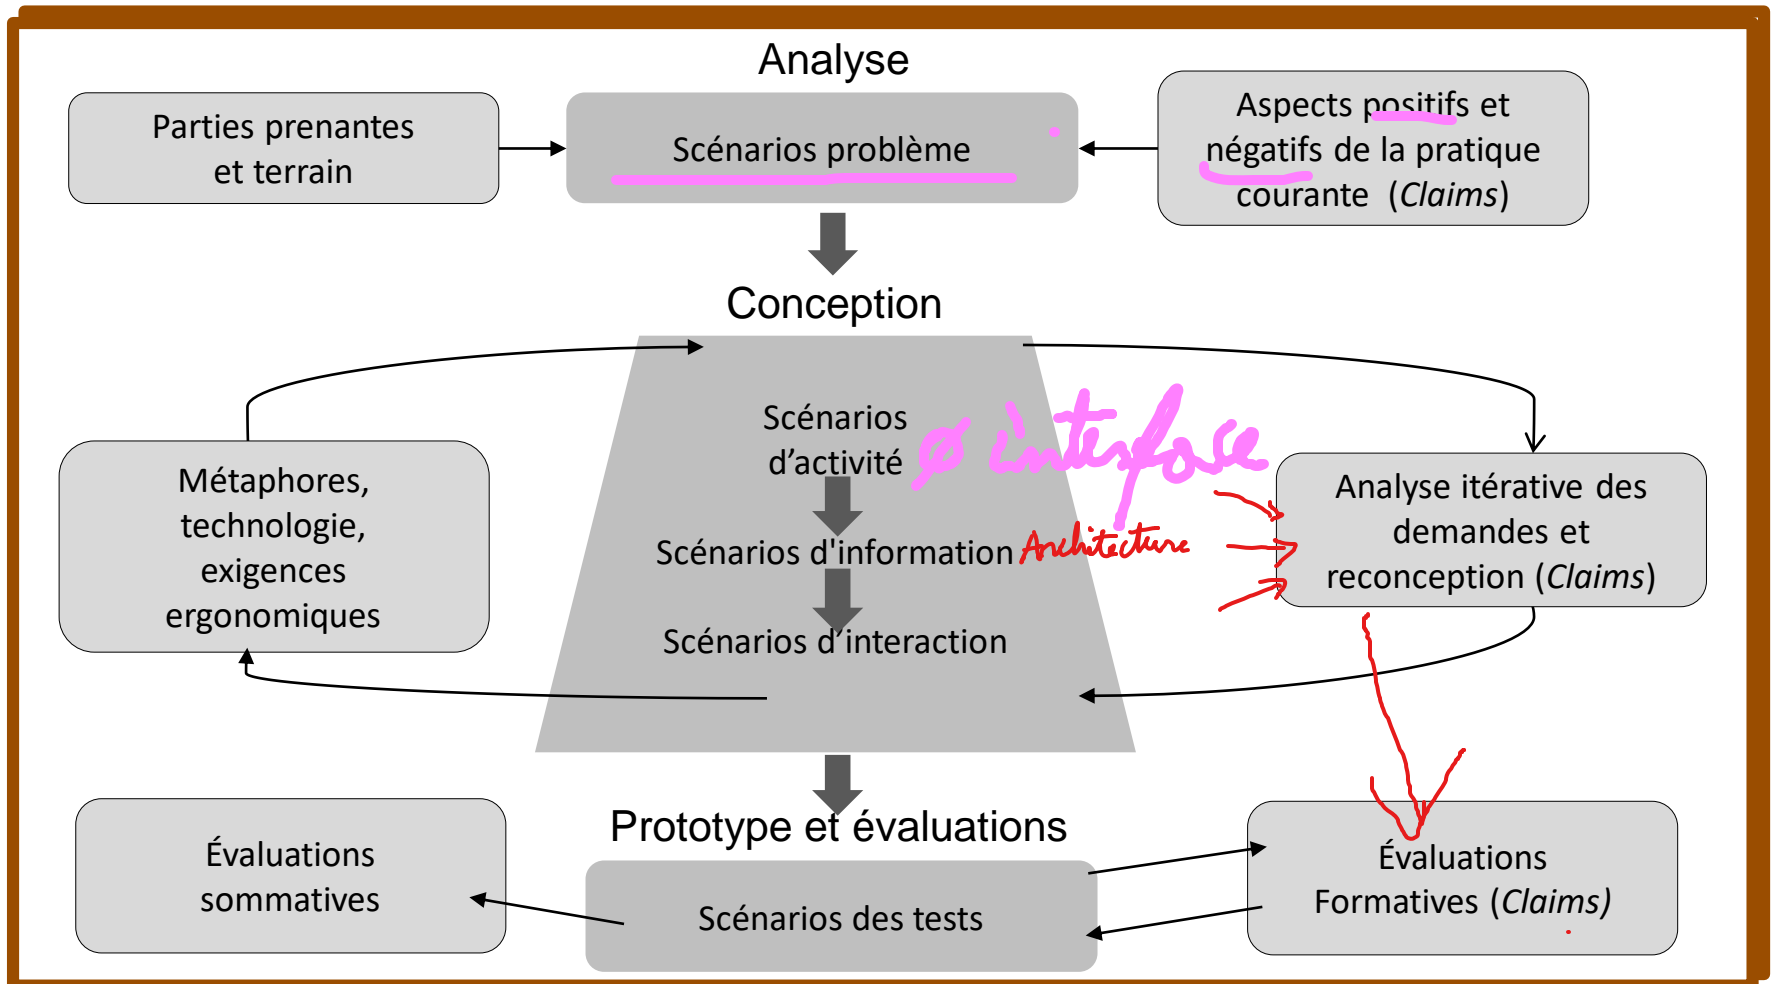 Analyse
Parties prenantes
et terrain
Scénarios problème
Aspects positifs et
négatifs de la pratique
courante (Claims)
Conception
Métaphores,
technologie,
exigences
ergonomiques
Scénarios
d’activité
Ø interface
Scénarios d'information Architecture
Scénarios d’interaction
Analyse itérative des
demandes et
reconception (Claims)
Prototype et évaluations
Évaluations
sommatives
Scénarios des tests
Évaluations
Formatives (Claims)